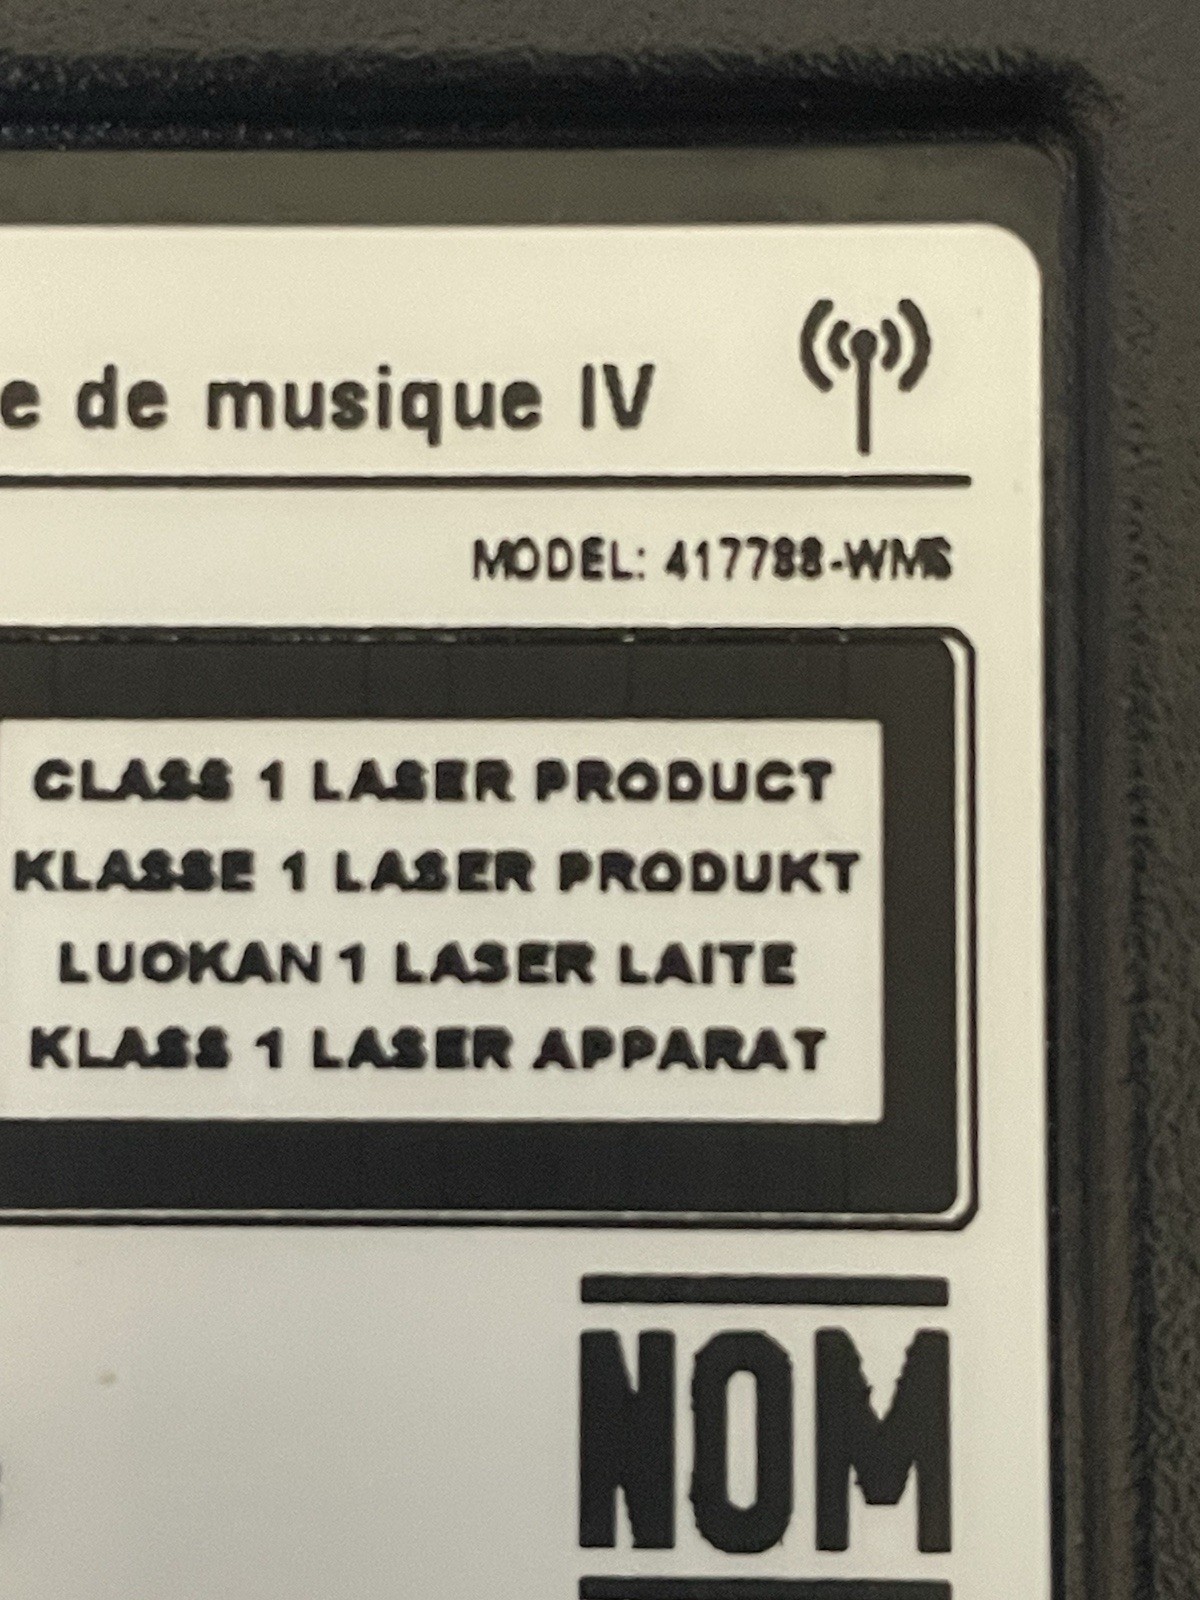 e de musique IV
MODEL: 417788-WMS
CLASS 1 LASER PRODUCT
KLASSE 1 LASER PRODUKT
LUOKAN 1 LASER LAITE
KLASS 1 LASER APPARAT
NOM